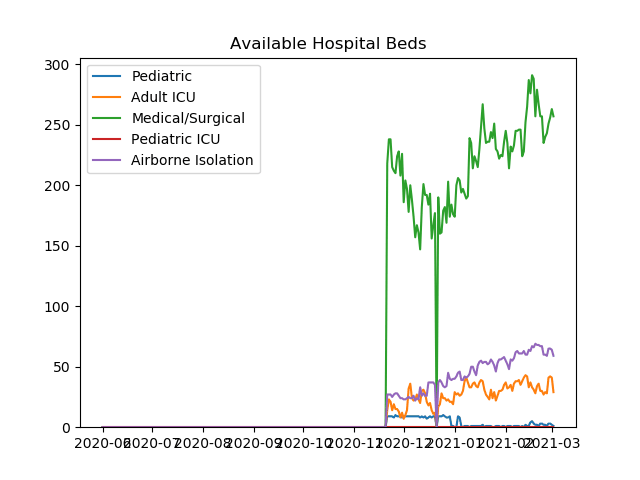 Available Hospital Beds
Pediatric
Adult ICU
Medical/Surgical
Pediatric ICU
Airborne Isolation
300
250
200
150
100
50
0
2020-06 2020-07 2020-08 2020-09 2020-10 2020-11 2020-12 2021-01 2021-02 2021-03